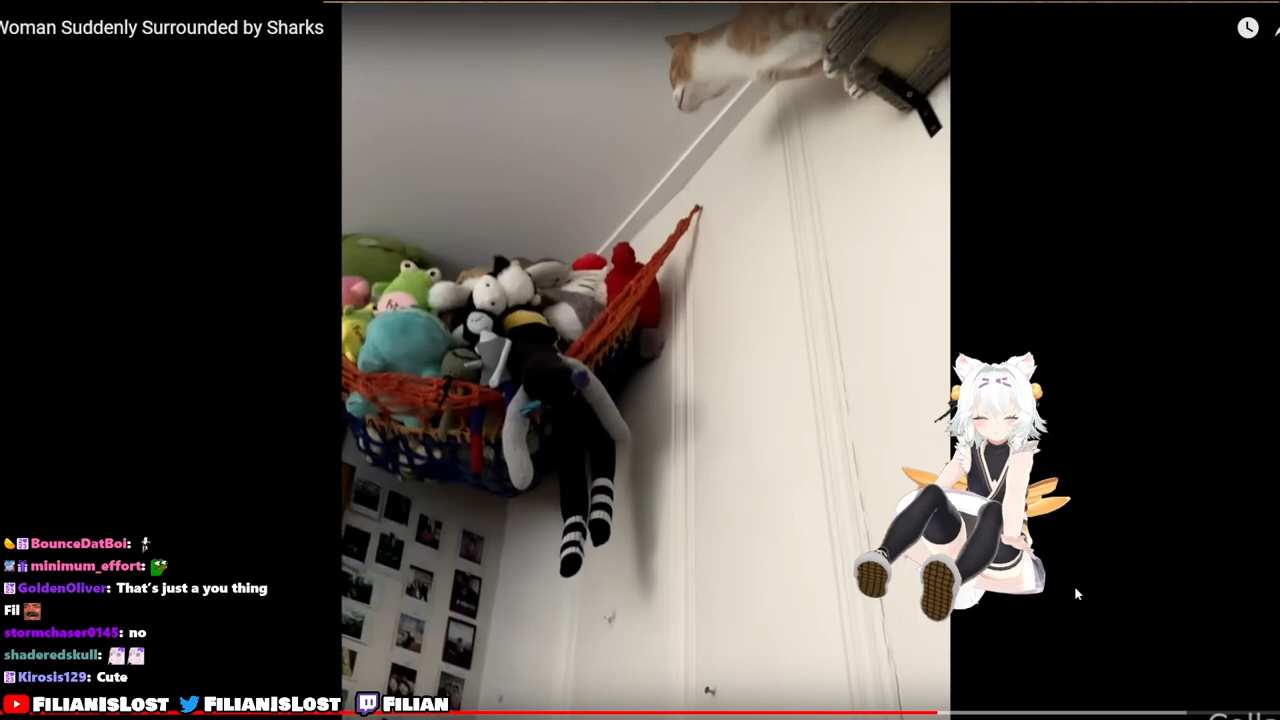 Woman Suddenly Surrounded by Sharks
BounceDatBoi:
minimum_effort:
GoldenOliver: That's just a you thing
Fil
stormchaser0145: no
shaderedskull:
Kirosis129: Cute
FilianIsLost FilianIsLost Filian